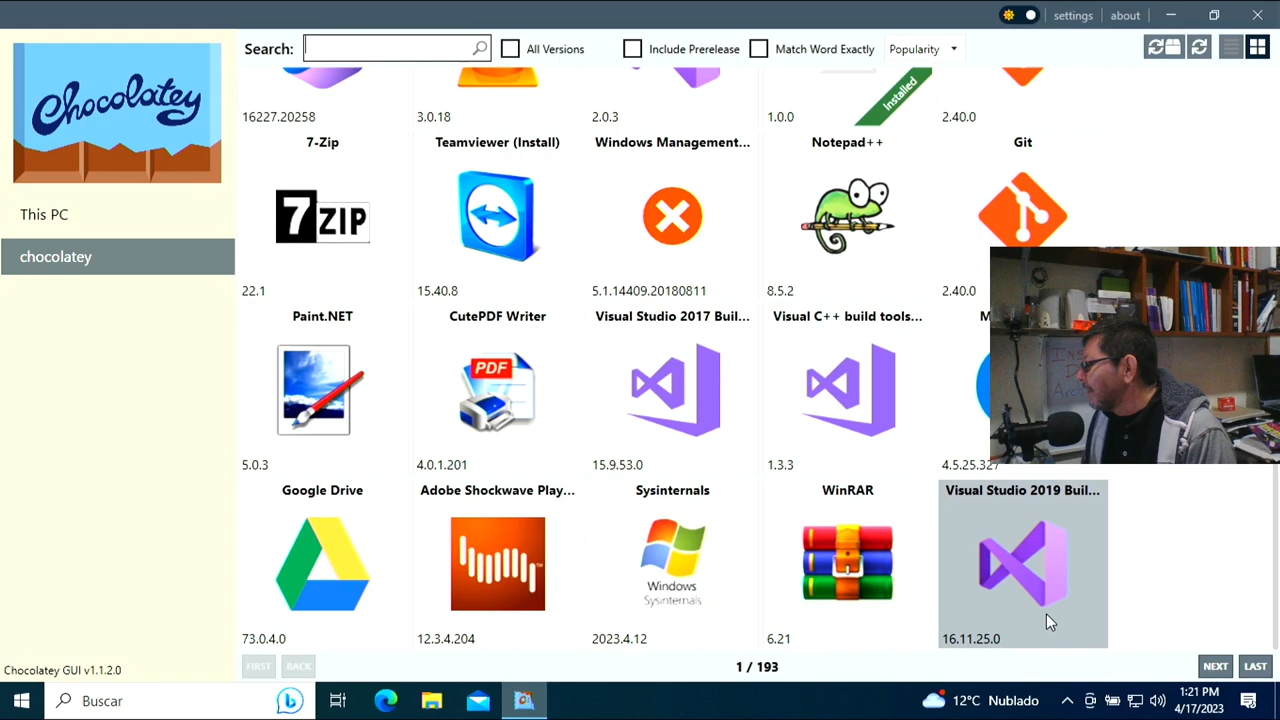 settings about
Chocolatey
Search:
All Versions
Include Prerelease
Match Word Exactly
Popularity
This PC
chocolatey
16227.20258
3.0.18
2.0.3
1.0.0
Installed
2.40.0
7-Zip
Teamviewer (Install)
Windows Management...
Notepad++
Git
7 ZIP
22.1
15.40.8
5.1.14409.20180811
8.5.2
2.40.0
Paint.NET
CutePDF Writer
Visual Studio 2017 Buil...
Visual C++ build tools...
PDF
5.0.3
4.0.1.201
15.9.53.0
1.3.3
4.5.25.327
Google Drive
Adobe Shockwave Play...
Sysinternals
WinRAR
Visual Studio 2019 Buil...
Windows
Sysinternals
73.0.4.0
12.3.4.204
2023.4.12
6.21
16.11.25.0
Chocolatey GUI v1.1.2.0
FIRST
BACK
1 / 193
NEXT
LAST
Buscar
12°C Nublado
1:21 PM
4/17/2023